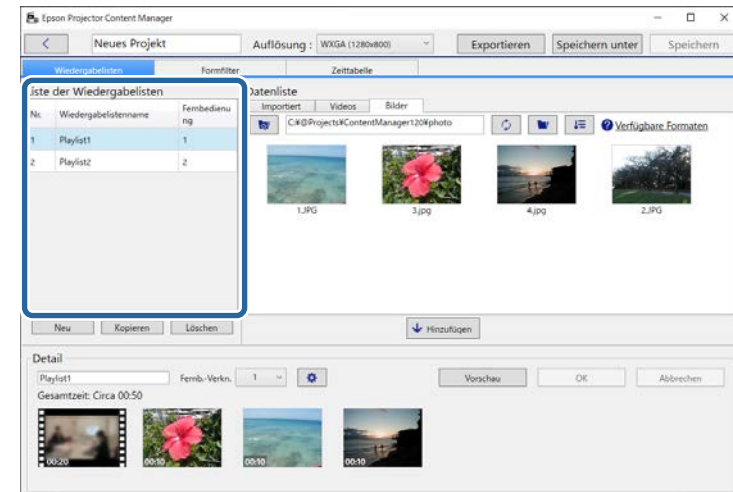 Epson Projector Content Manager
Neues Projekt Auflösung : WXGA (1280x800) Exportieren Speichern unter Speichern
Wiedergabelisten Formfilter Zeittabelle
Liste der Wiedergabelisten
Nr. Wiedergabelistenname Fernbedienu
ng
1 Playlist1 1
2 Playlist2 2
Neu Kopieren Löschen
Datenliste
Importiert Videos Bilder
C:¥@Projects¥ContentManager120¥photo Verfügbare Formaten
1.JPG 3.jpg 4.jpg 2.JPG
Hinzufügen
Detail
Playlist1 Fernb.-Verkn. 1 Vorschau OK Abbrechen
Gesamtzeit: Circa 00:50
00:20 00:10 00:10 00:10